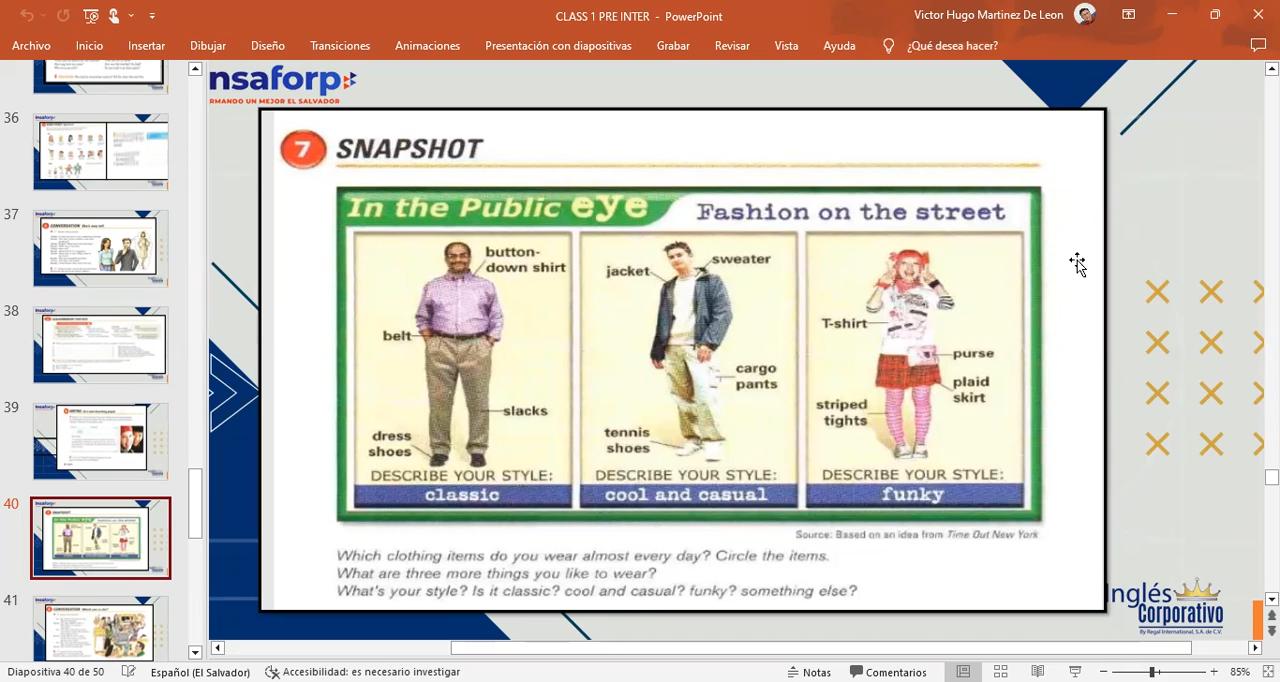 CLASS 1 PRE INTER - PowerPoint
Victor Hugo Martinez De Leon
Archivo Inicio Insertar Dibujar Diseño Transiciones Animaciones Presentación con diapositivas Grabar Revisar Vista Ayuda ¿Qué desea hacer?
36
37
38
39
40
41
nsaforp
RMANDO UN MEJOR EL SALVADOR
7 SNAPSHOT
In the Public eye Fashion on the street
button-
down shirt
belt
slacks
dress
shoes
DESCRIBE YOUR STYLE:
classic
jacket
sweater
cargo
pants
tennis
shoes
DESCRIBE YOUR STYLE:
cool and casual
T-shirt
purse
plaid
skirt
striped
tights
DESCRIBE YOUR STYLE:
funky
Source: Based on an idea from Time Out New York
Which clothing items do you wear almost every day? Circle the items.
What are three more things you like to wear?
What's your style? Is it classic? cool and casual? funky? something else?
Inglés
Corporativo
By Regal International, S.A. de C.V.
Diapositiva 40 de 50 Español (El Salvador) Accesibilidad: es necesario investigar Notas Comentarios 85%